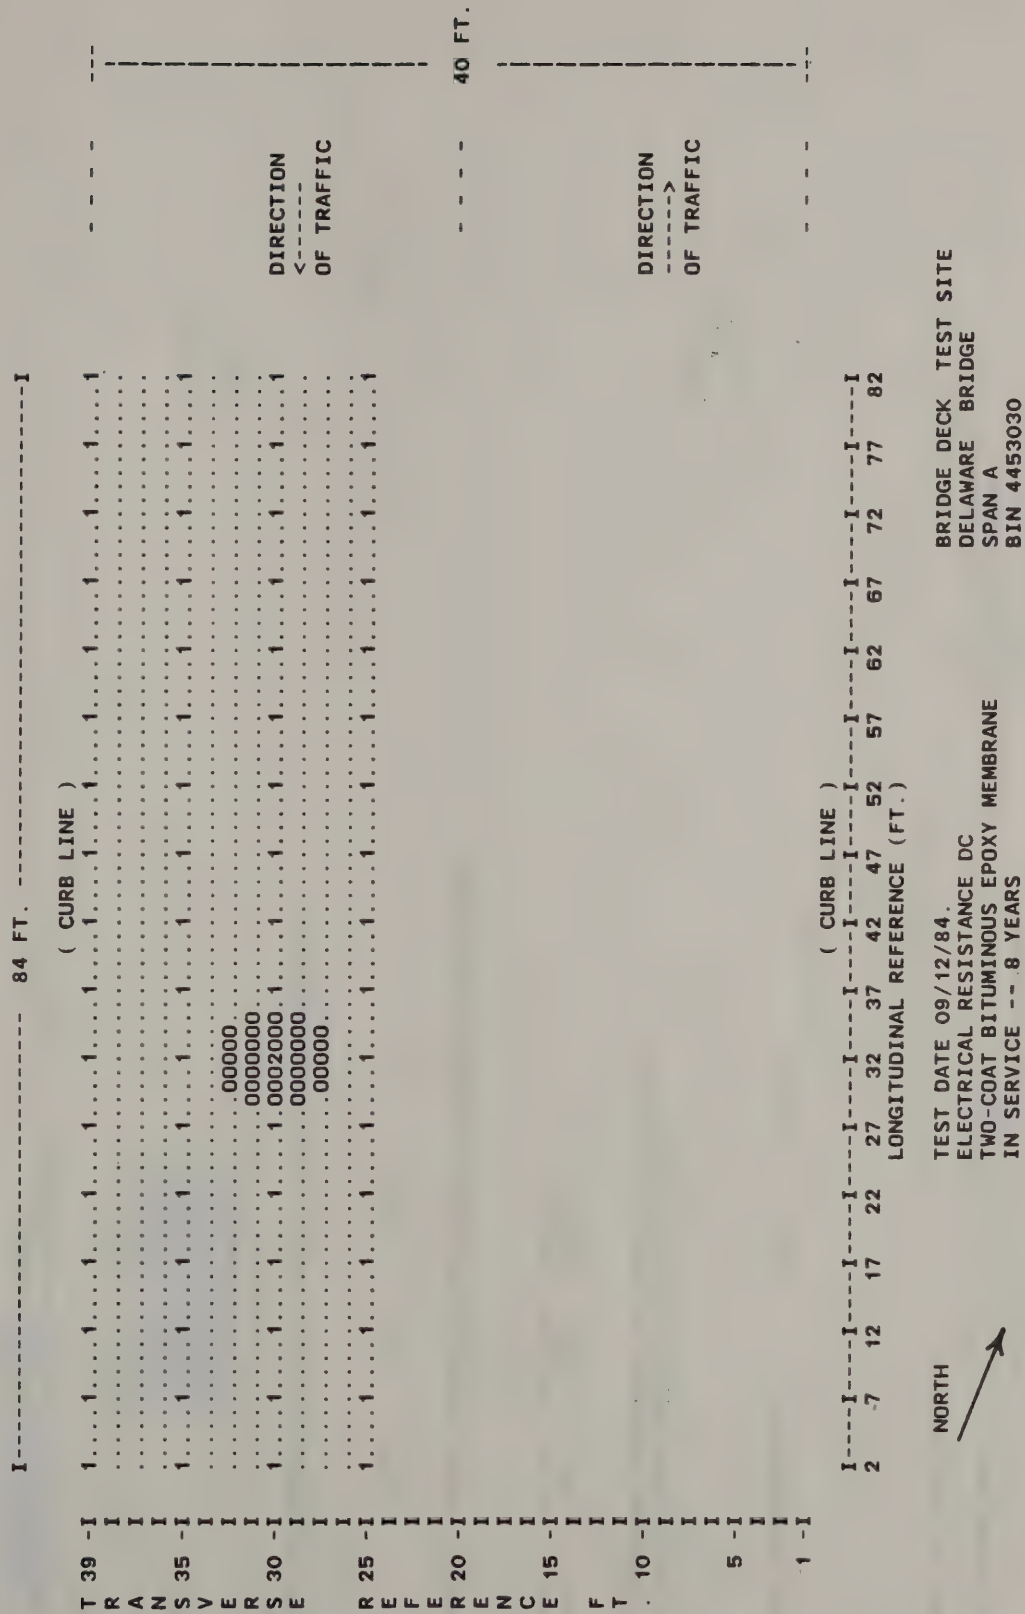 I---------------------------------------- 84 FT. ----------------------------------------I
( CURB LINE )
T 39 -I 1....1....1....1....1....1....1....1....1....1....1....1....1....1....1....1....1
R I .................................................................................
A I .................................................................................
N I .................................................................................
S 35 -I 1....1....1....1....1....1....1....1....1....1....1....1....1....1....1....1....1
V I .................................................................................
E I ............................00000................................................
R I ...........................0000000...............................................
S 30 -I 1....1....1....1....1....1.0002000.1....1....1....1....1....1....1....1....1....1 DIRECTION
E I ...........................0000000............................................... <------
I ............................00000................................................ OF TRAFFIC
I .................................................................................
R 25 -I 1....1....1....1....1....1....1....1....1....1....1....1....1....1....1....1....1
E I
F I
E I
R 20 -I - - - - 40 FT.
E I
N I
C I
E 15 -I
I
F I
T I
. 10 -I DIRECTION
I ------>
I OF TRAFFIC
I
5 -I
I
I
1 -I
( CURB LINE )
I----I----I----I----I----I----I----I----I----I----I----I----I----I----I----I----I
2 7 12 17 22 27 32 37 42 47 52 57 62 67 72 77 82
LONGITUDINAL REFERENCE (FT.)
NORTH
TEST DATE 09/12/84.
ELECTRICAL RESISTANCE DC
TWO-COAT BITUMINOUS EPOXY MEMBRANE
IN SERVICE -- 8 YEARS
BRIDGE DECK TEST SITE
DELAWARE BRIDGE
SPAN A
BIN 4453030